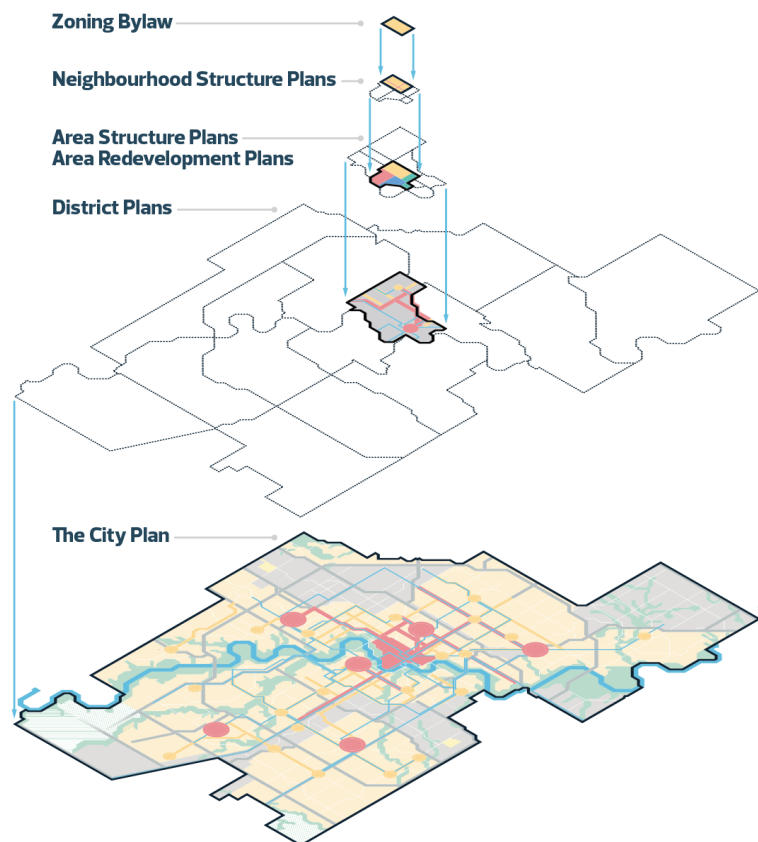 Zoning Bylaw
Neighbourhood Structure Plans
Area Structure Plans
Area Redevelopment Plans
District Plans
The City Plan